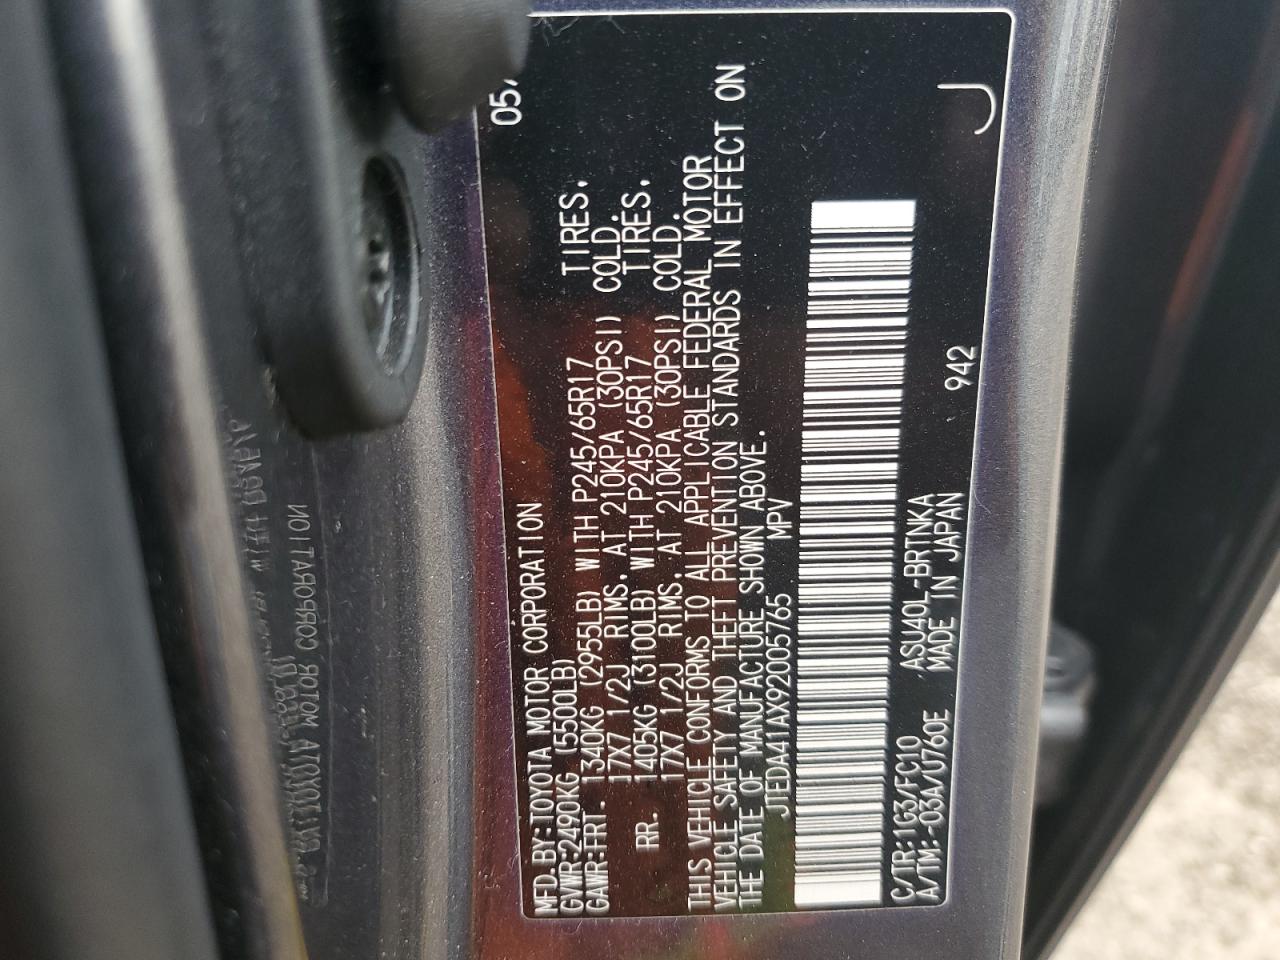 MFD. BY: TOYOTA MOTOR CORPORATION
GVWR: 2490KG (5500LB)
GAWR: FRT. 1340KG (2955LB) WITH P245/65R17 TIRES.
17X7 1/2J RIMS. AT 210KPA (30PSI) COLD.
RR. 1405KG (3100LB) WITH P245/65R17 TIRES.
17X7 1/2J RIMS. AT 210KPA (30PSI) COLD.
THIS VEHICLE CONFORMS TO ALL APPLICABLE FEDERAL MOTOR
VEHICLE SAFETY AND THEFT PREVENTION STANDARDS IN EFFECT ON
THE DATE OF MANUFACTURE SHOWN ABOVE.
JTEDA41AX92005765 MPV
C/TR: 1G3/FC10 ASU40L-BRTNKA 942
A/TM: -03A/U760E MADE IN JAPAN
J